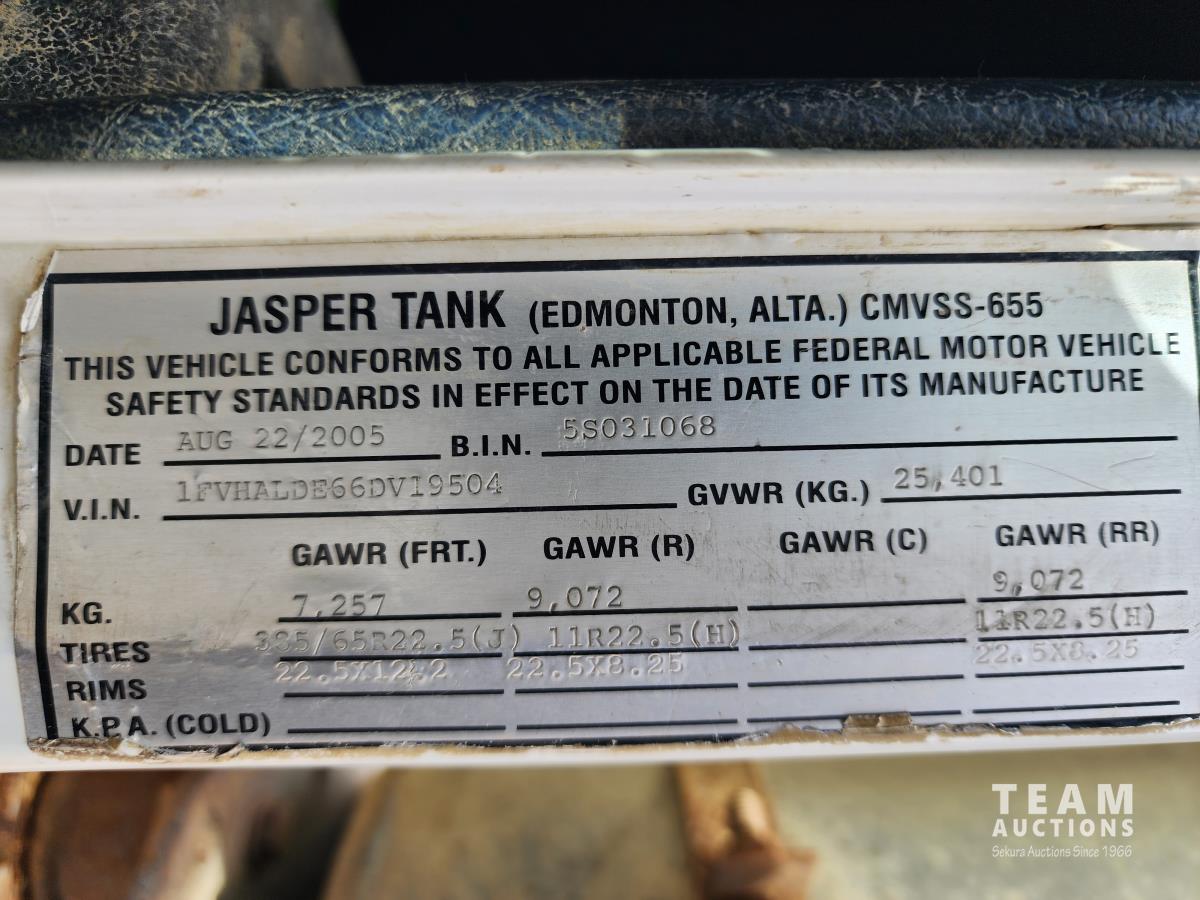 JASPER TANK (EDMONTON, ALTA.) CMVSS-655
THIS VEHICLE CONFORMS TO ALL APPLICABLE FEDERAL MOTOR VEHICLE
SAFETY STANDARDS IN EFFECT ON THE DATE OF ITS MANUFACTURE
DATE AUG 22/2005 B.I.N. 5S031068
V.I.N. 1FVHALDE66DV19504 GVWR (KG.) 25,401
GAWR (FRT.) GAWR (R) GAWR (C) GAWR (RR)
KG. 7,257 9,072 9,072
TIRES 385/65R22.5(J) 11R22.5(H) 11R22.5(H)
RIMS 22.5X12.2 22.5X8.25 22.5X8.25
K.P.A. (COLD)
TEAM
AUCTIONS
Sekura Auctions Since 1966